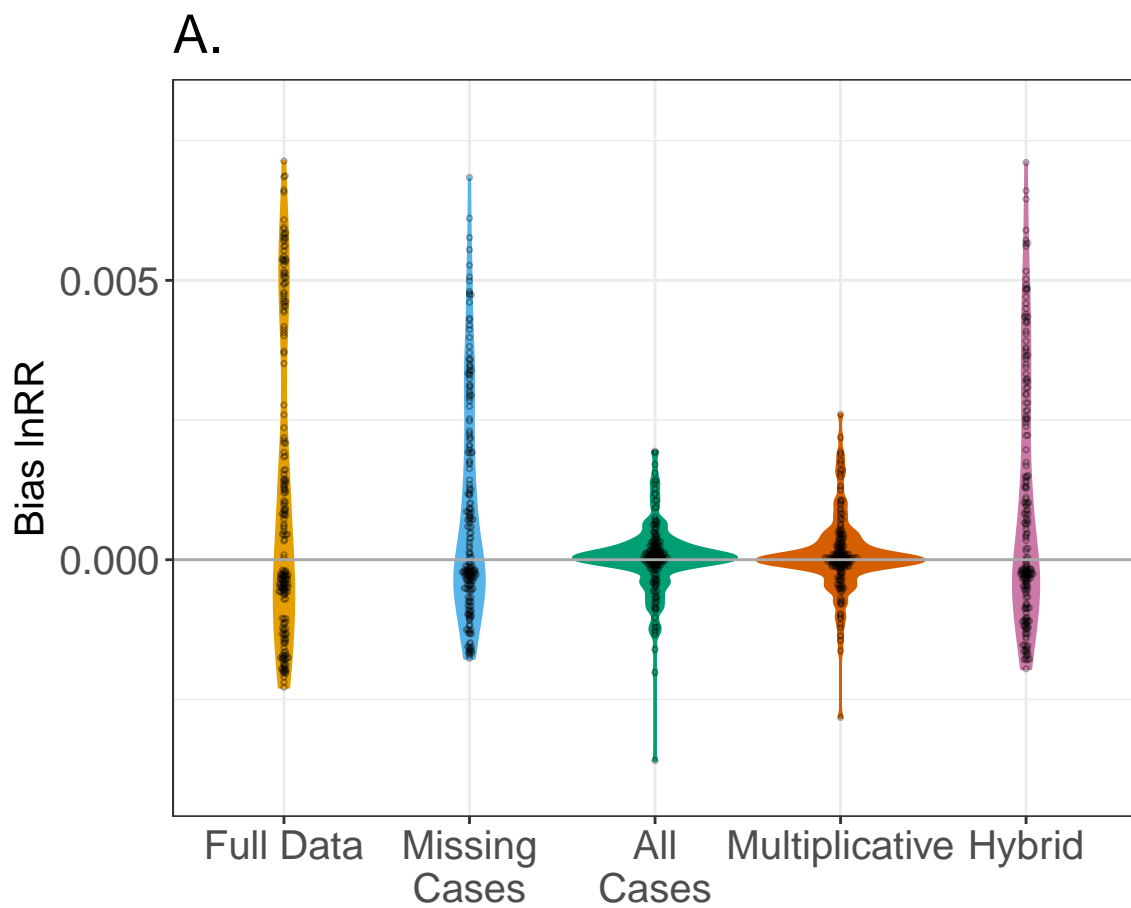 A.
Bias lnRR
0.005
0.000
Full Data
Missing
Cases
All
Cases
Multiplicative
Hybrid